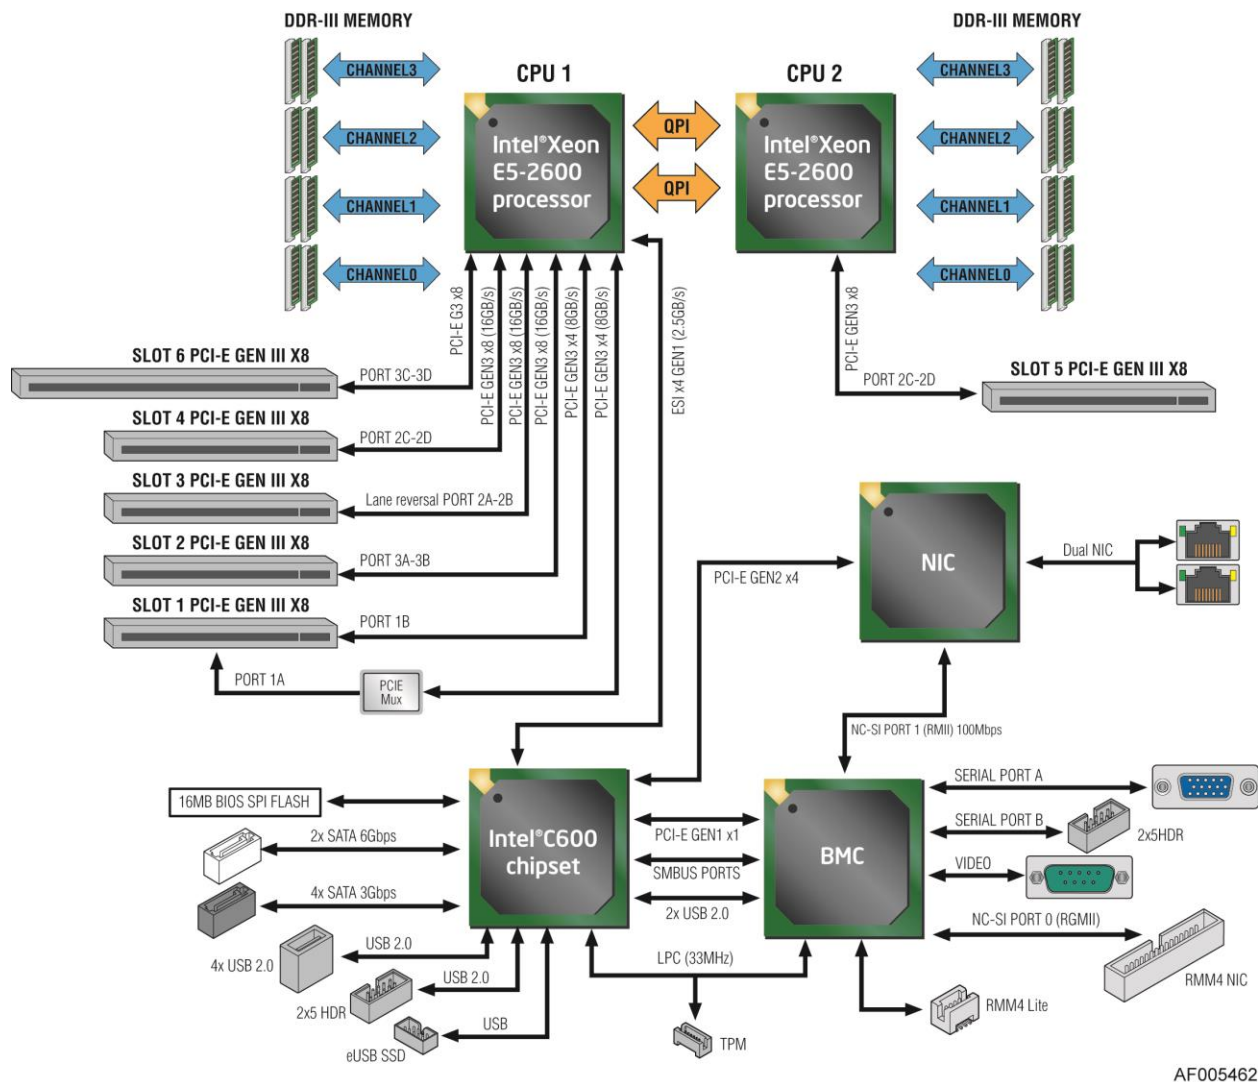 DDR-III MEMORY
DDR-III MEMORY
CPU 1
CPU 2
CHANNEL3
CHANNEL2
CHANNEL1
CHANNEL0
Intel®Xeon
E5-2600
processor
QPI
QPI
Intel®Xeon
E5-2600
processor
CHANNEL3
CHANNEL2
CHANNEL1
CHANNEL0
PCI-E G3 x8
PCI-E GEN3 x8 (16GB/s)
PCI-E GEN3 x8 (16GB/s)
PCI-E GEN3 x8 (16GB/s)
PCI-E GEN3 x4 (8GB/s)
PCI-E GEN3 x4 (8GB/s)
ESI x4 GEN1 (2.5GB/s)
PCI-E GEN3 x8
SLOT 6 PCI-E GEN III X8
PORT 3C-3D
SLOT 4 PCI-E GEN III X8
PORT 2C-2D
SLOT 3 PCI-E GEN III X8
Lane reversal PORT 2A-2B
SLOT 2 PCI-E GEN III X8
PORT 3A-3B
SLOT 1 PCI-E GEN III X8
PORT 1B
PORT 1A
PCIE
Mux
PORT 2C-2D
SLOT 5 PCI-E GEN III X8
NIC
PCI-E GEN2 x4
Dual NIC
NC-SI PORT 1 (RMII) 100Mbps
16MB BIOS SPI FLASH
2x SATA 6Gbps
4x SATA 3Gbps
Intel®C600
chipset
PCI-E GEN1 x1
SMBUS PORTS
2x USB 2.0
BMC
SERIAL PORT A
SERIAL PORT B
2x5HDR
VIDEO
NC-SI PORT 0 (RGMII)
RMM4 NIC
USB 2.0
4x USB 2.0
USB 2.0
2x5 HDR
USB
eUSB SSD
LPC (33MHz)
TPM
RMM4 Lite
AF005462